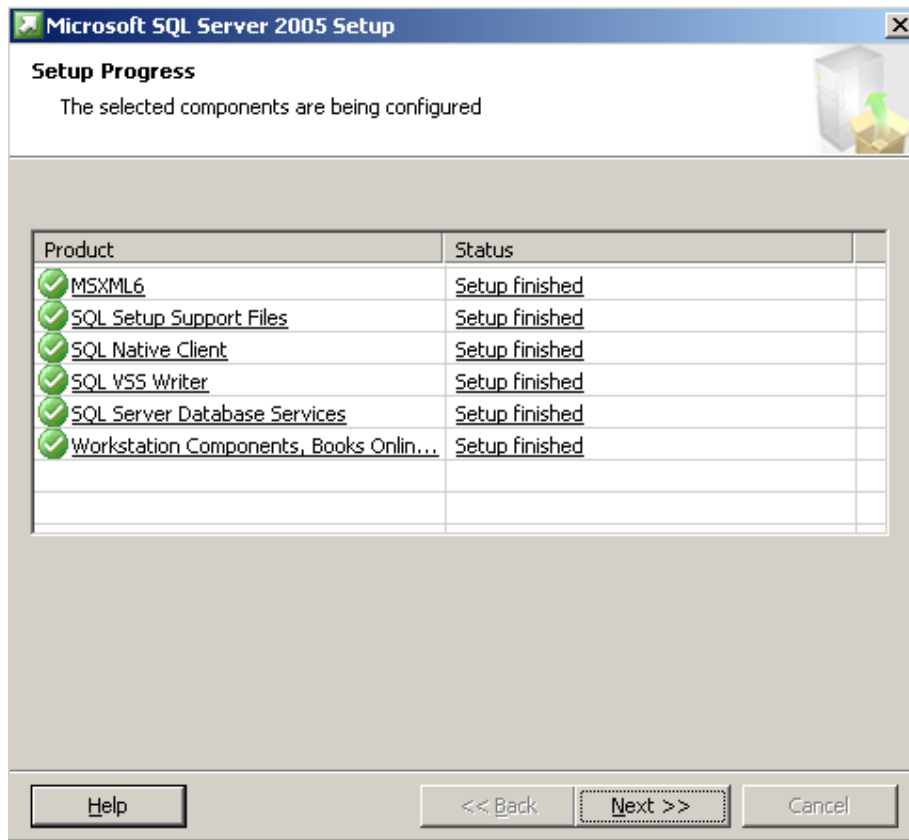 Microsoft SQL Server 2005 Setup
Setup Progress
The selected components are being configured
Product Status
MSXML6 Setup finished
SQL Setup Support Files Setup finished
SQL Native Client Setup finished
SQL VSS Writer Setup finished
SQL Server Database Services Setup finished
Workstation Components, Books Onlin... Setup finished
Help << Back Next >> Cancel